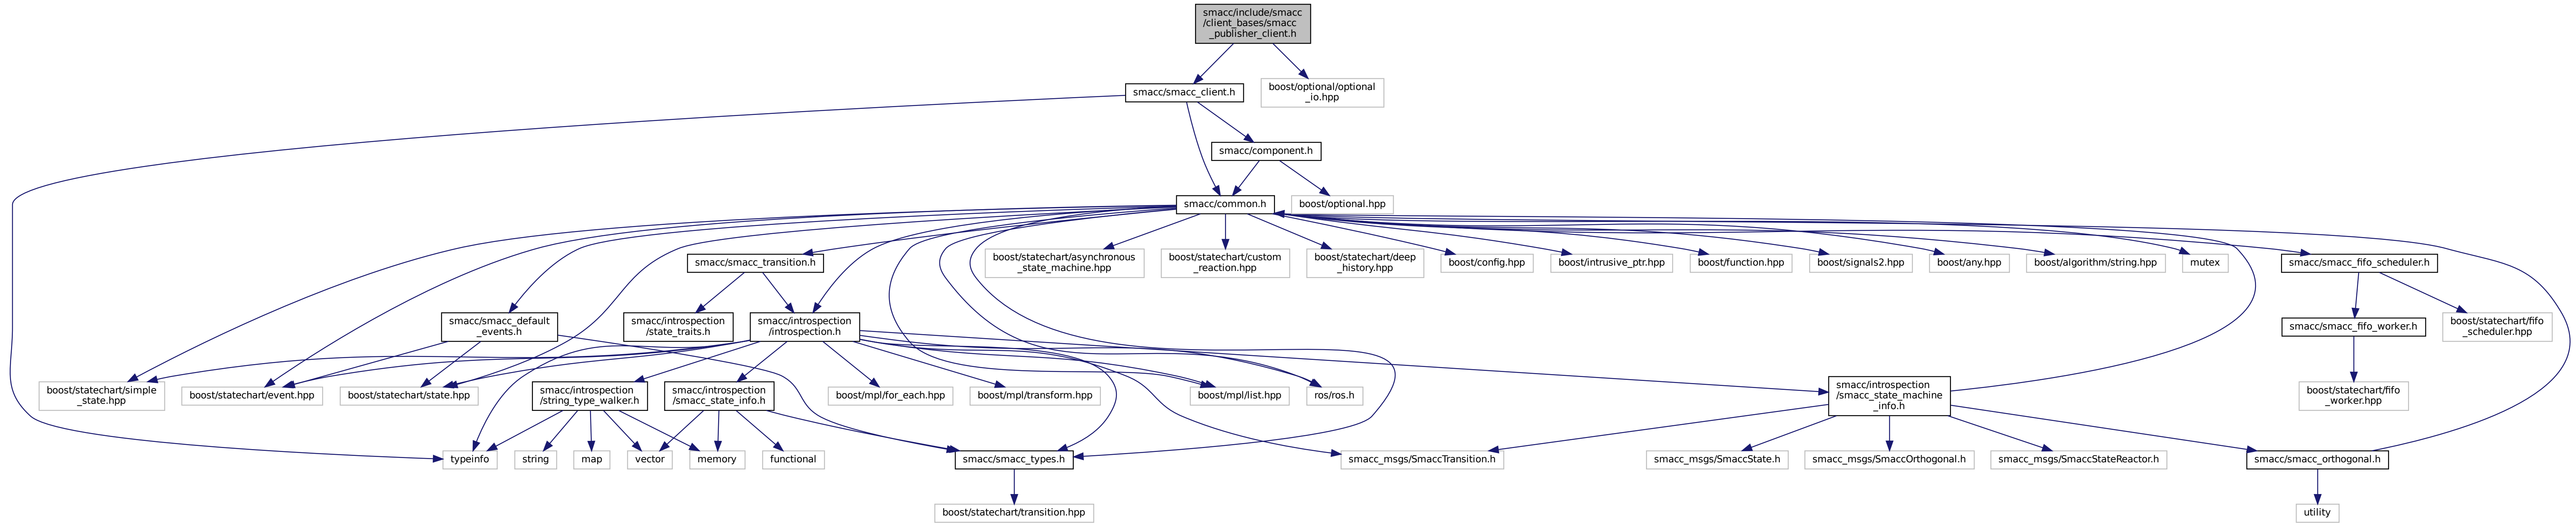 smacc/include/smacc
/client_bases/smacc
_publisher_client.h
smacc/smacc_client.h
boost/optional/optional
_io.hpp
smacc/component.h
smacc/common.h
boost/optional.hpp
smacc/smacc_transition.h
boost/statechart/asynchronous
_state_machine.hpp
boost/statechart/custom
_reaction.hpp
boost/statechart/deep
_history.hpp
boost/config.hpp
boost/intrusive_ptr.hpp
boost/function.hpp
boost/signals2.hpp
boost/any.hpp
boost/algorithm/string.hpp
mutex
smacc/smacc_fifo_scheduler.h
smacc/smacc_default
_events.h
smacc/introspection
/state_traits.h
smacc/introspection
/introspection.h
smacc/smacc_fifo_worker.h
boost/statechart/fifo
_scheduler.hpp
boost/statechart/simple
_state.hpp
boost/statechart/event.hpp
boost/statechart/state.hpp
smacc/introspection
/string_type_walker.h
smacc/introspection
/smacc_state_info.h
boost/mpl/for_each.hpp
boost/mpl/transform.hpp
boost/mpl/list.hpp
ros/ros.h
smacc/introspection
/smacc_state_machine
_info.h
boost/statechart/fifo
_worker.hpp
typeinfo
string
map
vector
memory
functional
smacc/smacc_types.h
smacc_msgs/SmaccTransition.h
smacc_msgs/SmaccState.h
smacc_msgs/SmaccOrthogonal.h
smacc_msgs/SmaccStateReactor.h
smacc/smacc_orthogonal.h
boost/statechart/transition.hpp
utility